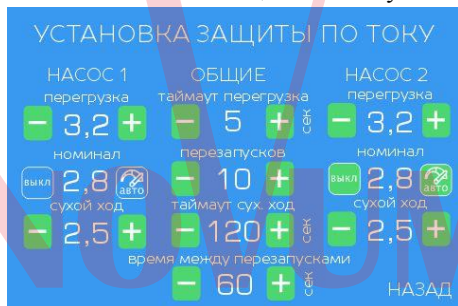 УСТАНОВКА ЗАЩИТЫ ПО ТОКУ
НАСОС 1 ОБЩИЕ НАСОС 2
перегрузка таймаут перегрузка перегрузка
- 3,2 + - 5 + сек - 3,2 +
номинал перезапусков номинал
выкл 2,8 авто - 10 + выкл 2,8 авто
сухой ход таймаут сух. ход сухой ход
- 2,5 + - 120 + сек - 2,5 +
время между перезапусками
- 60 + сек НАЗАД
NOVUM